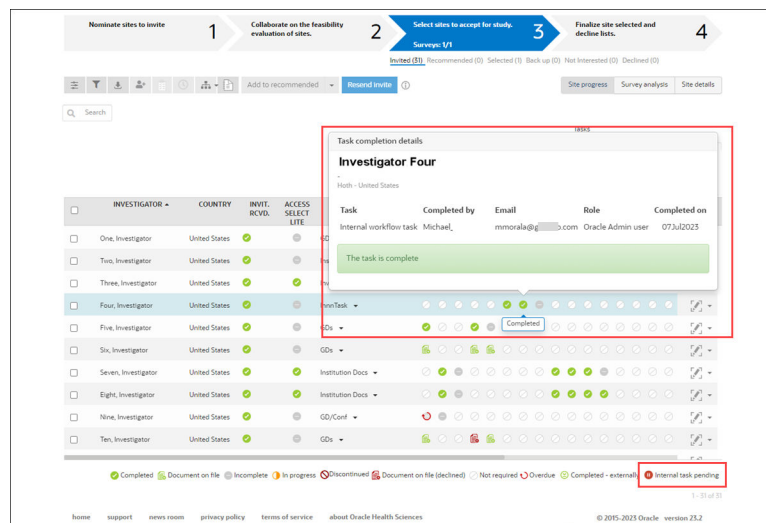 Nominate sites to invite 1
Collaborate on the feasibility evaluation of sites. 2
Select sites to accept for study. 3
Surveys: 1/1
Finalize site selected and decline lists. 4
Invited (31) Recommended (0) Selected (1) Back up (0) Not Interested (0) Declined (0)
Add to recommended Resend invite Site progress Survey analysis Site details
Search
Tasks
Task completion details
Investigator Four
-
Hoth - United States
Task Completed by Email Role Completed on
Internal workflow task Michael, mmorala@g .com Oracle Admin user 07Jul2023
The task is complete
INVESTIGATOR COUNTRY INVIT. RCVD. ACCESS SELECT LITE
One, Investigator United States
Two, Investigator United States
Three, Investigator United States
Four, Investigator United States InnnTask
Completed
Five, Investigator United States GDs
Six, Investigator United States GDs
Seven, Investigator United States Institution Docs
Eight, Investigator United States Institution Docs
Nine, Investigator United States GD/Conf
Ten, Investigator United States GDs
Completed Document on file Incomplete In progress Discontinued Document on file (declined) Not required Overdue Completed - externally Internal task pending
1 - 31 of 31
home support news room privacy policy terms of service about Oracle Health Sciences © 2015-2023 Oracle version 23.2